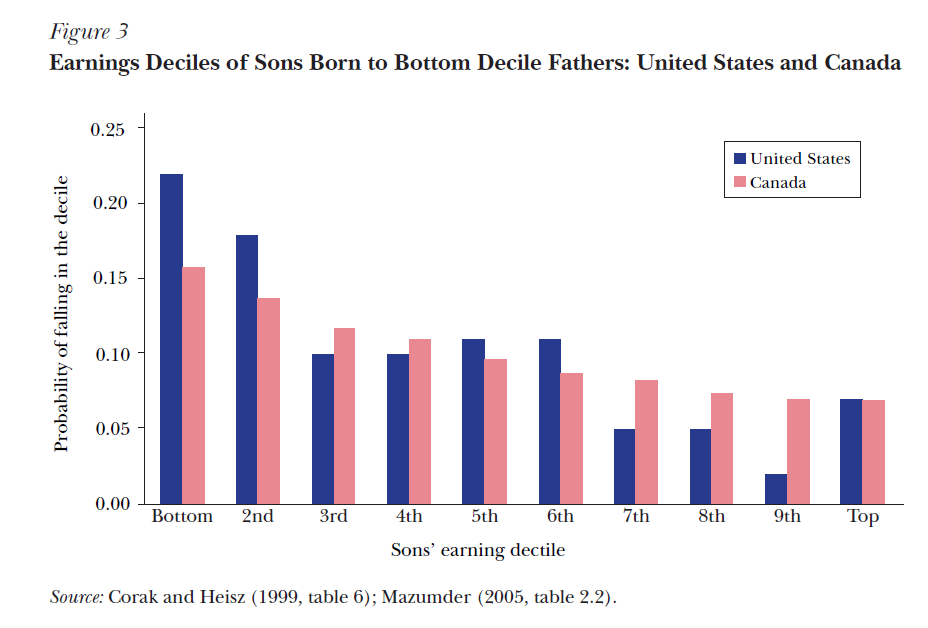 Figure 3
Earnings Deciles of Sons Born to Bottom Decile Fathers: United States and Canada
0.25
0.20
0.15
0.10
0.05
0.00
Probability of falling in the decile
United States
Canada
Bottom 2nd 3rd 4th 5th 6th 7th 8th 9th Top
Sons’ earning dectile
Source: Corak and Heisz (1999, table 6); Mazumder (2005, table 2.2).